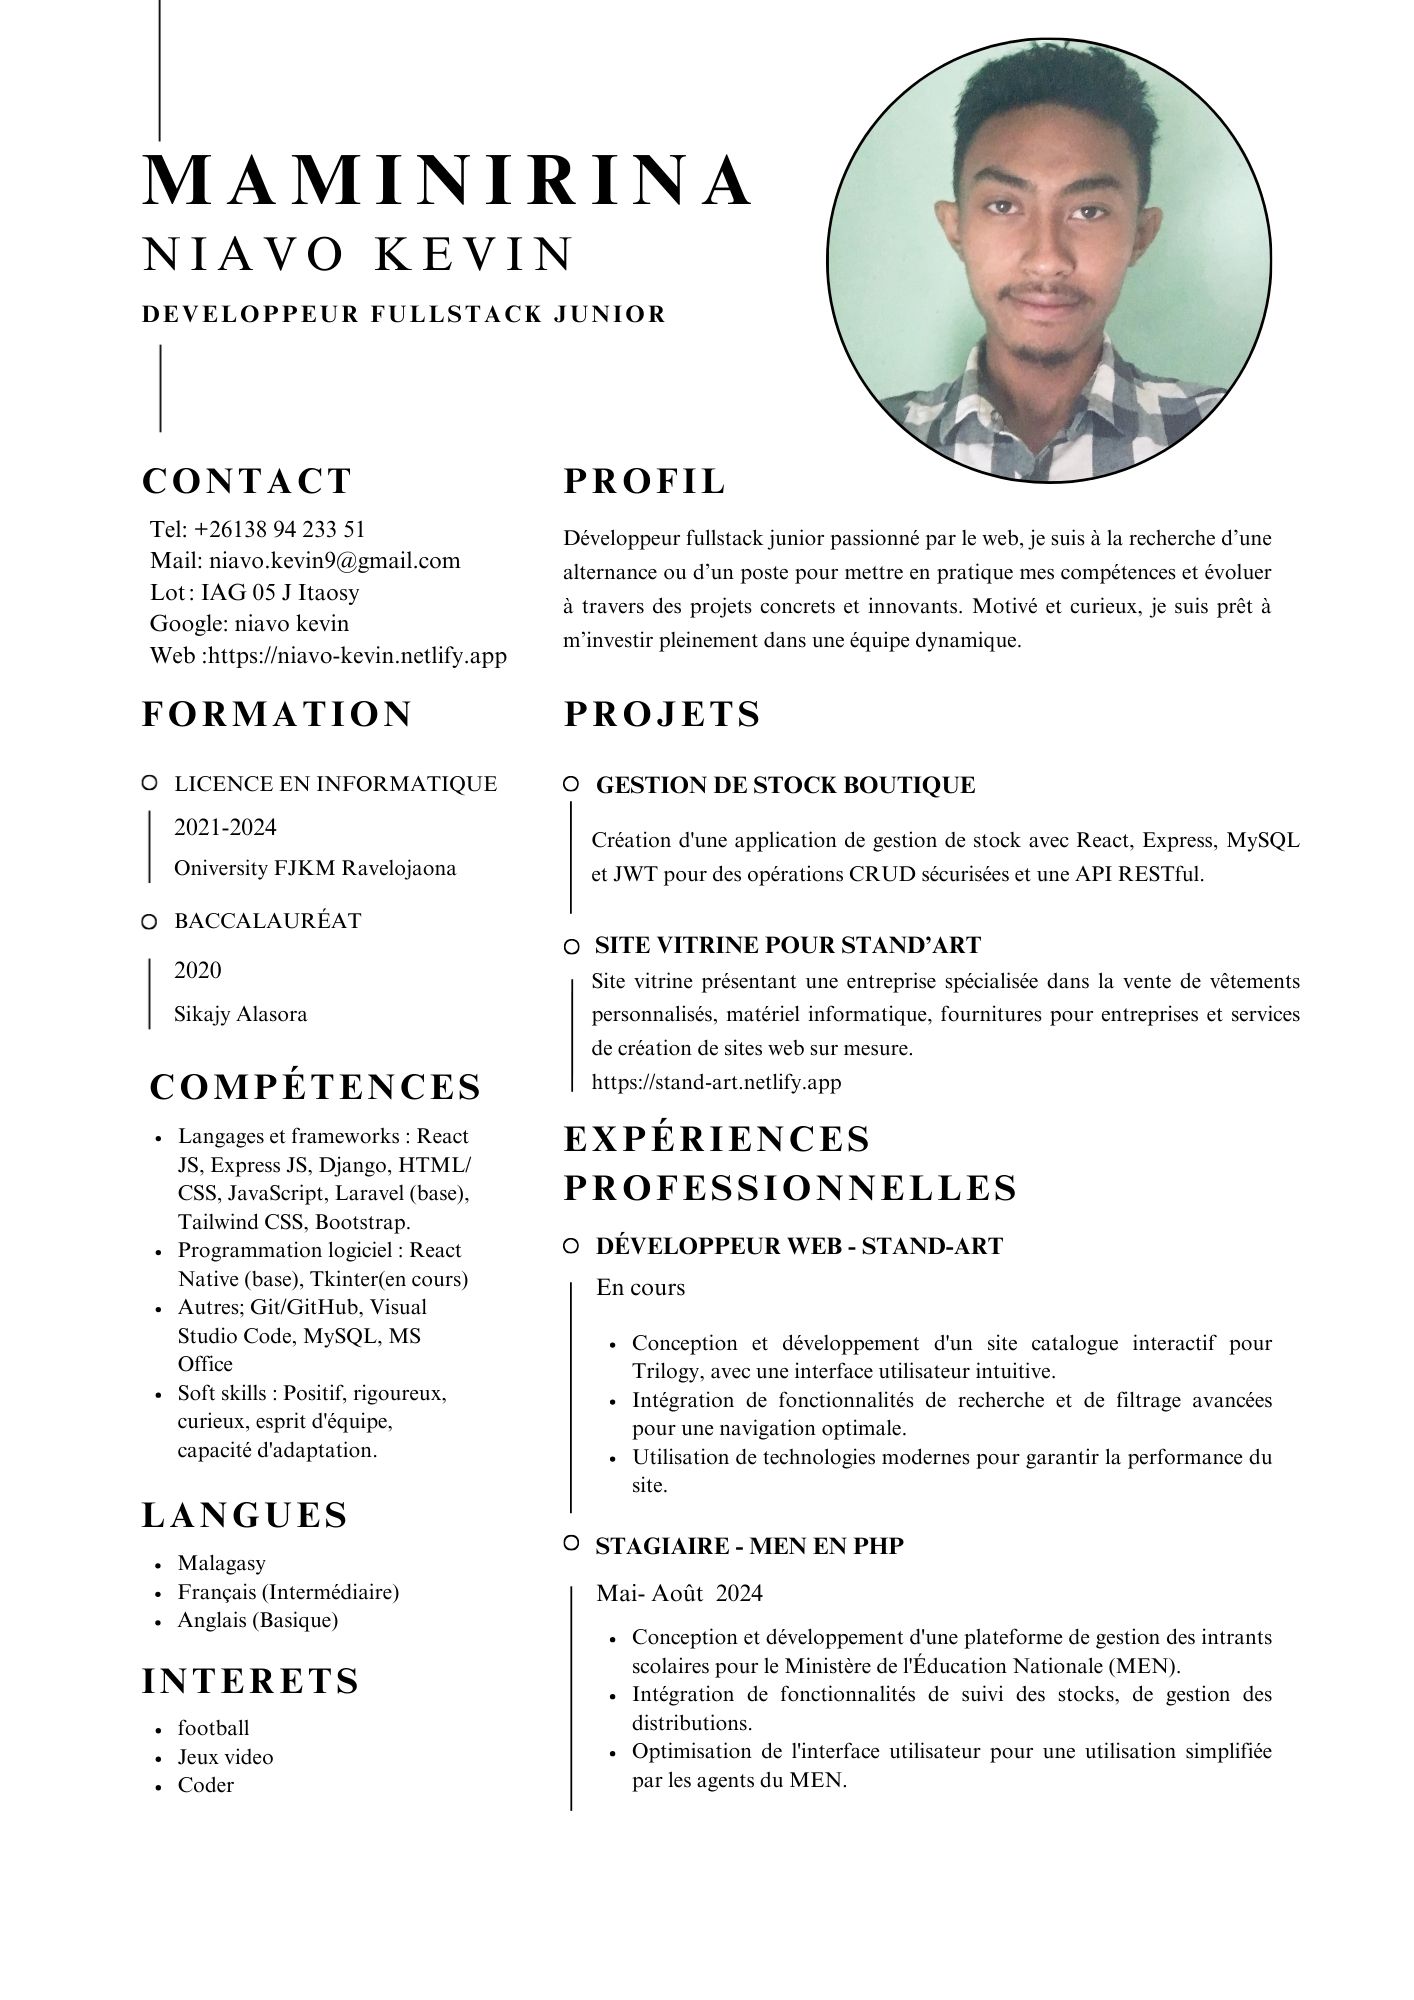 MAMINIRINA
NIAVO KEVIN
DEVELOPPEUR FULLSTACK JUNIOR
CONTACT
Tel: +26138 94 233 51
Mail: niavo.kevin9@gmail.com
Lot : IAG 05 J Itaosy
Google: niavo kevin
Web :https://niavo-kevin.netlify.app
FORMATION
LICENCE EN INFORMATIQUE
2021-2024
Oniversity FJKM Ravelojaona
BACCALAURÉAT
2020
Sikajy Alasora
COMPÉTENCES
• Langages et frameworks : React
JS, Express JS, Django, HTML/
CSS, JavaScript, Laravel (base),
Tailwind CSS, Bootstrap.
• Programmation logiciel : React
Native (base), Tkinter(en cours)
• Autres; Git/GitHub, Visual
Studio Code, MySQL, MS
Office
• Soft skills : Positif, rigoureux,
curieux, esprit d'équipe,
capacité d'adaptation.
LANGUES
• Malagasy
• Français (Intermédiaire)
• Anglais (Basique)
INTERETS
• football
• Jeux video
• Coder
PROFIL
Développeur fullstack junior passionné par le web, je suis à la recherche d’une
alternance ou d’un poste pour mettre en pratique mes compétences et évoluer
à travers des projets concrets et innovants. Motivé et curieux, je suis prêt à
m’investir pleinement dans une équipe dynamique.
PROJETS
GESTION DE STOCK BOUTIQUE
Création d'une application de gestion de stock avec React, Express, MySQL
et JWT pour des opérations CRUD sécurisées et une API RESTful.
SITE VITRINE POUR STAND’ART
Site vitrine présentant une entreprise spécialisée dans la vente de vêtements
personnalisés, matériel informatique, fournitures pour entreprises et services
de création de sites web sur mesure.
https://stand-art.netlify.app
EXPÉRIENCES
PROFESSIONNELLES
DÉVELOPPEUR WEB - STAND-ART
En cours
• Conception et développement d'un site catalogue interactif pour
Trilogy, avec une interface utilisateur intuitive.
• Intégration de fonctionnalités de recherche et de filtrage avancées
pour une navigation optimale.
• Utilisation de technologies modernes pour garantir la performance du
site.
STAGIAIRE - MEN EN PHP
Mai- Août 2024
• Conception et développement d'une plateforme de gestion des intrants
scolaires pour le Ministère de l'Éducation Nationale (MEN).
• Intégration de fonctionnalités de suivi des stocks, de gestion des
distributions.
• Optimisation de l'interface utilisateur pour une utilisation simplifiée
par les agents du MEN.